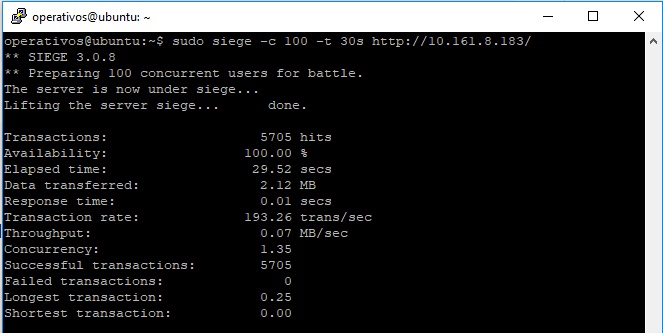 operativos@ubuntu: ~
operativos@ubuntu:~$ sudo siege -c 100 -t 30s http://10.161.8.183/
** SIEGE 3.0.8
** Preparing 100 concurrent users for battle.
The server is now under siege...
Lifting the server siege...      done.
Transactions:                   5705 hits
Availability:                 100.00 %
Elapsed time:                  29.52 secs
Data transferred:               2.12 MB
Response time:                  0.01 secs
Transaction rate:             193.26 trans/sec
Throughput:                     0.07 MB/sec
Concurrency:                    1.35
Successful transactions:        5705
Failed transactions:               0
Longest transaction:            0.25
Shortest transaction:           0.00